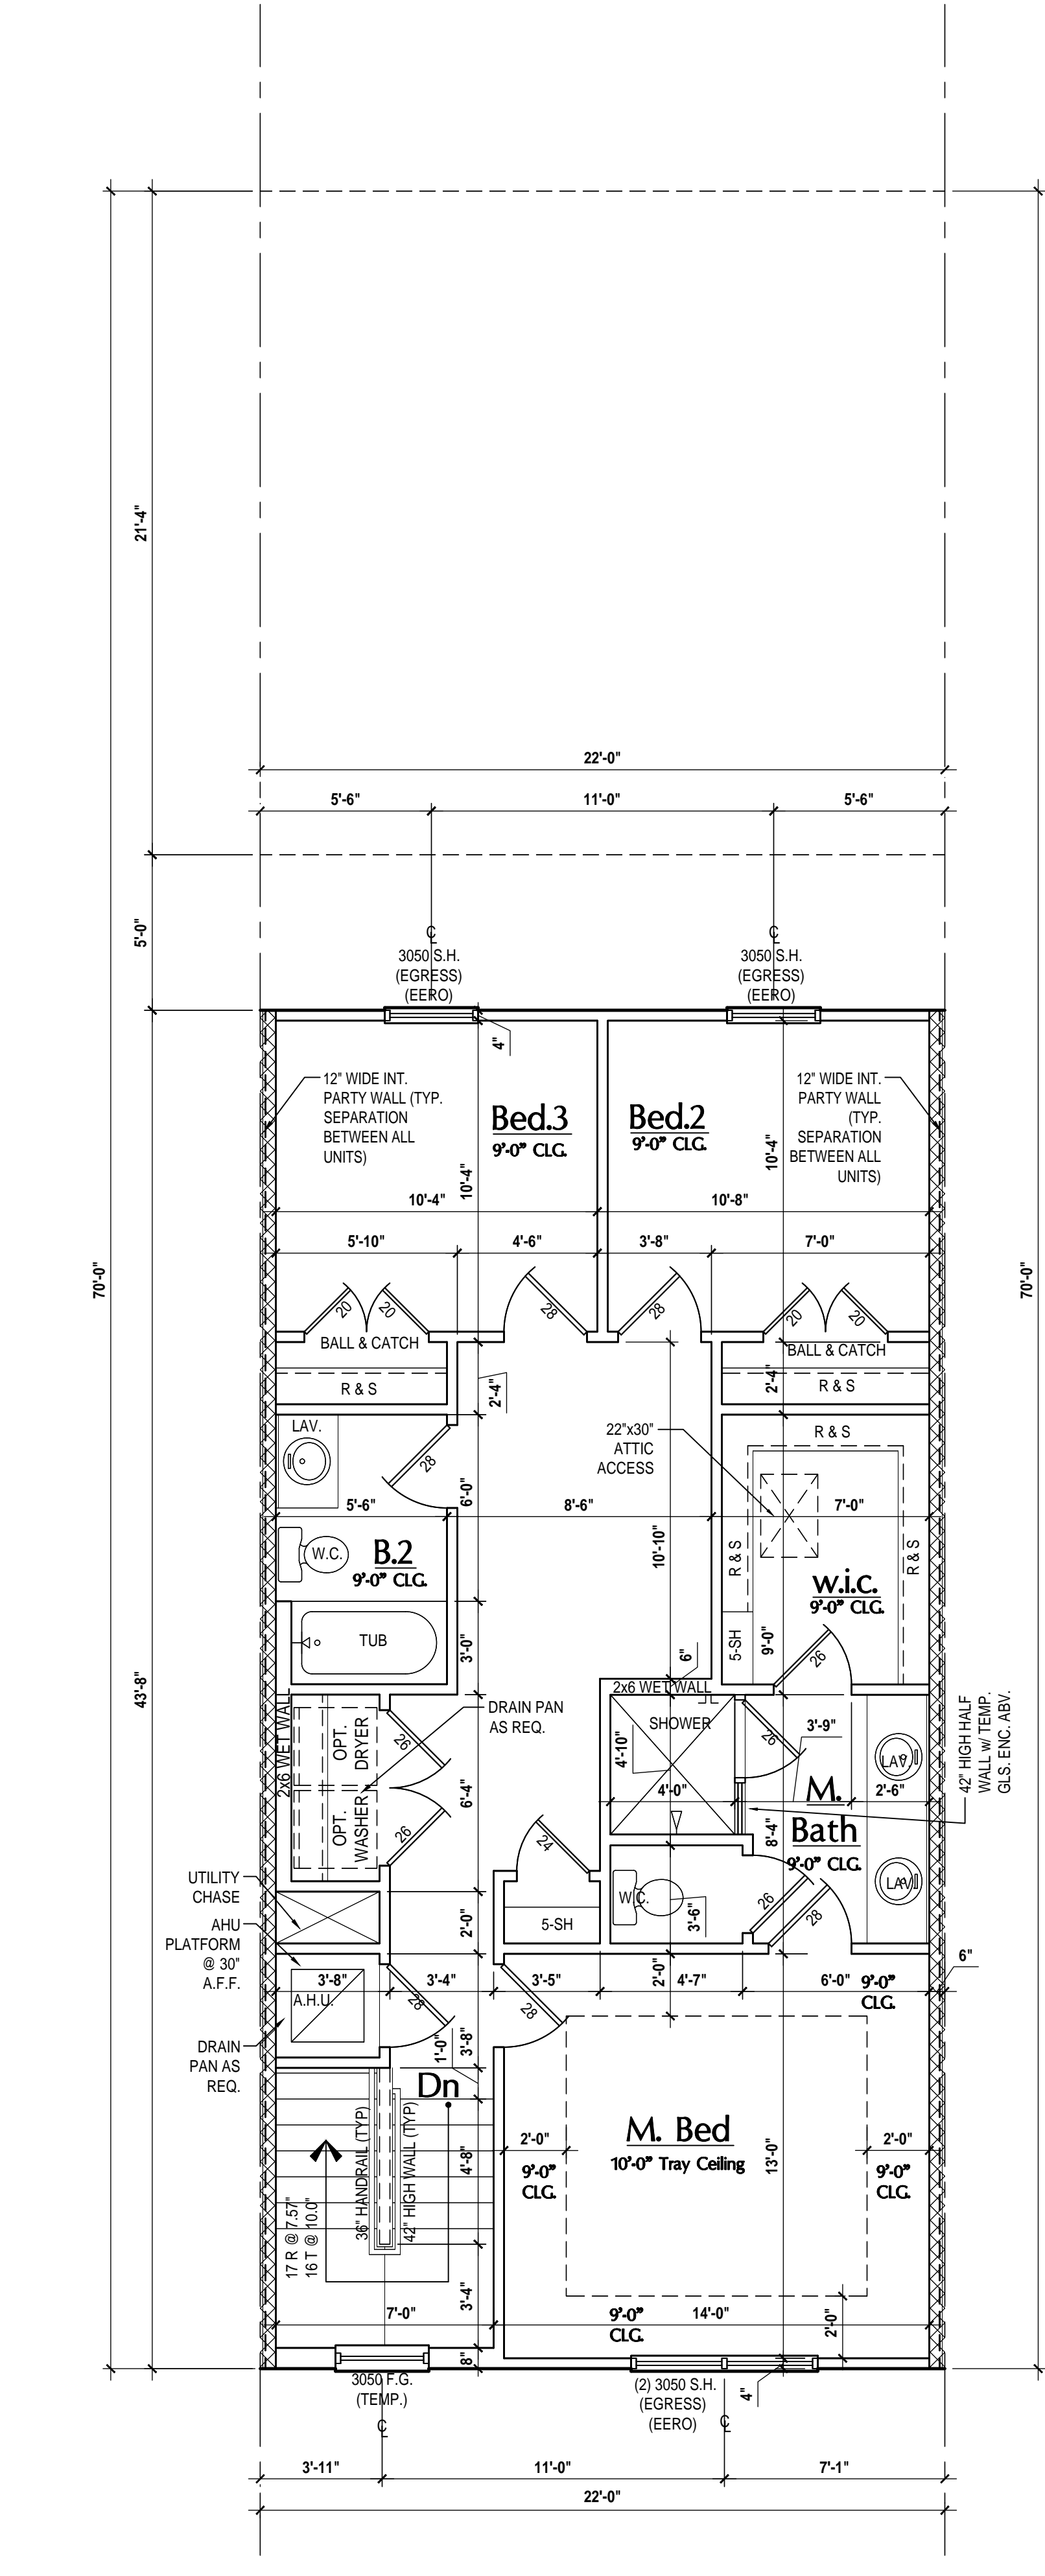 21'-4"
22'-0"
5'-6"
11'-0"
5'-6"
5'-0"
℄
3050 S.H.
(EGRESS)
(EERO)
℄
3050 S.H.
(EGRESS)
(EERO)
4"
12" WIDE INT.
PARTY WALL (TYP.
SEPARATION
BETWEEN ALL
UNITS)
Bed.3
9'-0" CLG.
Bed.2
9'-0" CLG.
12" WIDE INT.
PARTY WALL
(TYP.
SEPARATION
BETWEEN ALL
UNITS)
10'-4"
10'-4"
10'-4"
10'-8"
5'-10"
4'-6"
3'-8"
7'-0"
70'-0"
70'-0"
20
20
28
28
20
20
BALL & CATCH
BALL & CATCH
R & S
2'-4"
2'-4"
R & S
LAV.
28
22"x30"
ATTIC
ACCESS
R & S
5'-6"
6'-0"
8'-6"
7'-0"
10'-10"
W.C.
B.2
9'-0" CLG.
R & S
R & S
w.i.c.
9'-0" CLG.
TUB
3'-0"
5-SH
9'-0"
26
6"
43'-8"
2x6 WET WALL
2x6 WET WALL
OPT.
DRYER
26
DRAIN PAN
AS REQ.
SHOWER
26
3'-9"
4'-10"
42" HIGH HALF
WALL w/ TEMP.
GLS. ENC. ABV.
LAV.
OPT.
WASHER
26
6'-4"
4'-0"
M.
Bath
9'-0" CLG.
2'-6"
8'-4"
24
UTILITY
CHASE
W.C.
26
28
LAV.
AHU
PLATFORM
@ 30"
A.F.F.
2'-0"
5-SH
3'-6"
6"
3'-8"
A.H.U.
3'-4"
3'-5"
2'-0"
4'-7"
6'-0"
9'-0"
CLG.
28
28
DRAIN
PAN AS
REQ.
1'-0"
3'-8"
Dn
M. Bed
10'-0" Tray Ceiling
2'-0"
9'-0"
CLG.
2'-0"
9'-0"
CLG.
13'-0"
36" HANDRAIL (TYP)
42" HIGH WALL (TYP)
4'-8"
17 R @ 7.57"
16 T @ 10.0"
3'-4"
7'-0"
9'-0"
CLG.
14'-0"
2'-0"
8"
3050 F.G.
(TEMP.)
℄
(2) 3050 S.H.
(EGRESS)
(EERO)
℄
4"
3'-11"
11'-0"
7'-1"
22'-0"